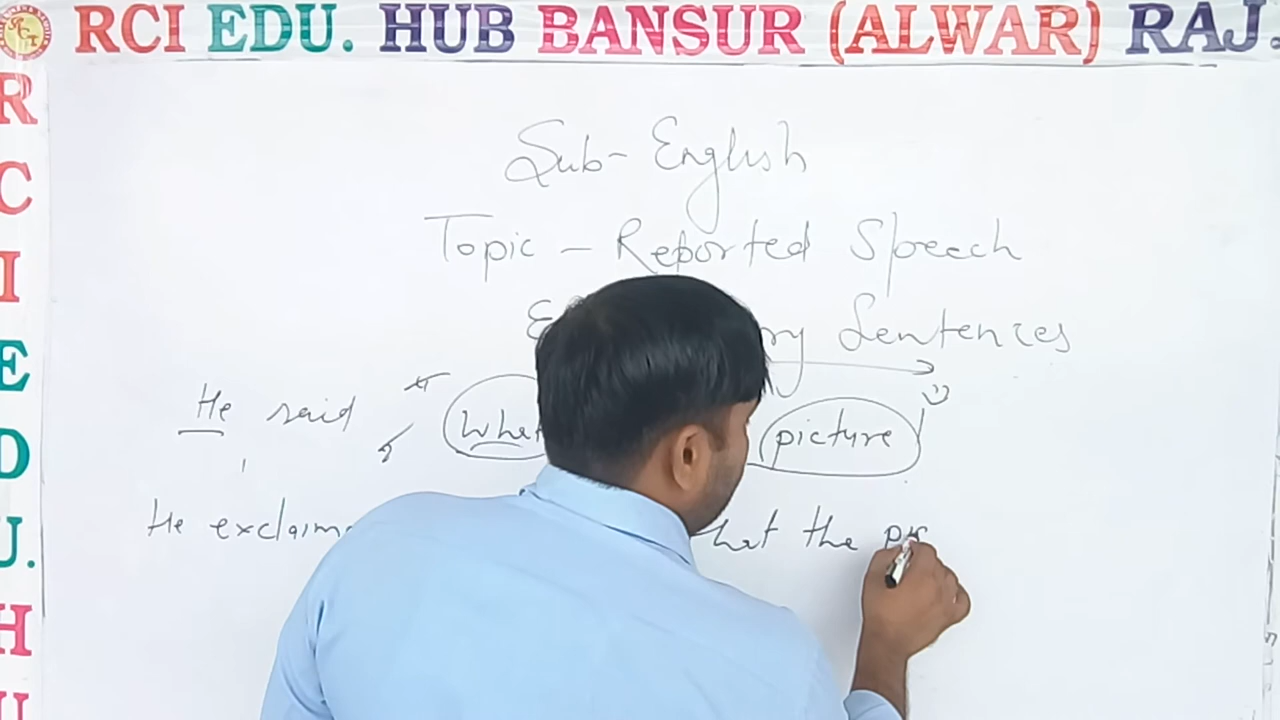 RCI EDU. HUB BANSUR (ALWAR) RAJ.
R
C
I
E
D
U.
H
U
Sub- English
Topic - Reported Speech
Sentences
He said picture
He exclaim the pic